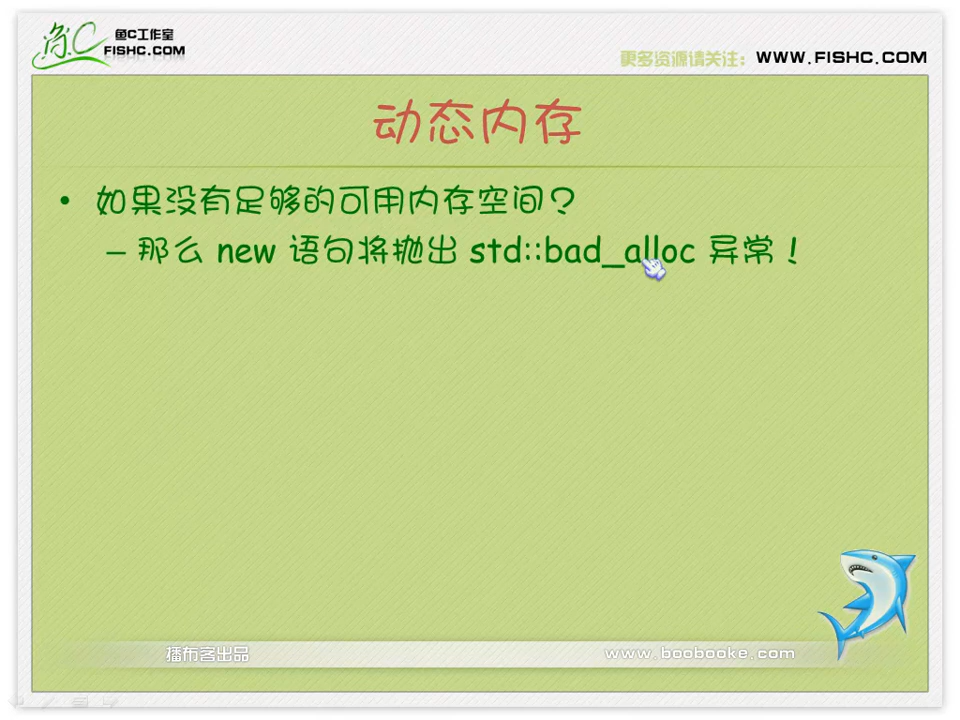 鱼C工作室
FISHC.COM
更多资源请关注: WWW.FISHC.COM
动态内存
• 如果没有足够的可用内存空间？
– 那么 new 语句将抛出 std::bad_alloc 异常！
播布客出品
www.boobooke.com